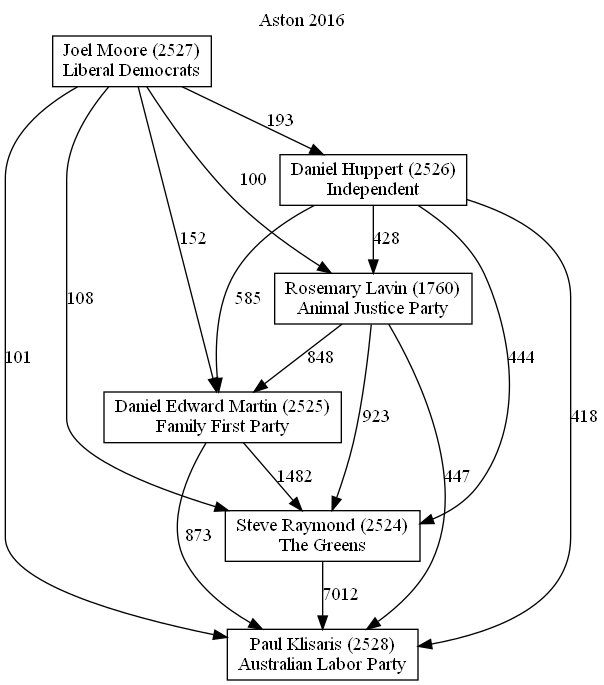 Aston 2016
Joel Moore (2527)
Liberal Democrats
193
Daniel Huppert (2526)
Independent
100
152
428
Rosemary Lavin (1760)
Animal Justice Party
585
108
101
848
444
Daniel Edward Martin (2525)
Family First Party
923
418
1482
447
Steve Raymond (2524)
The Greens
873
7012
Paul Klisaris (2528)
Australian Labor Party